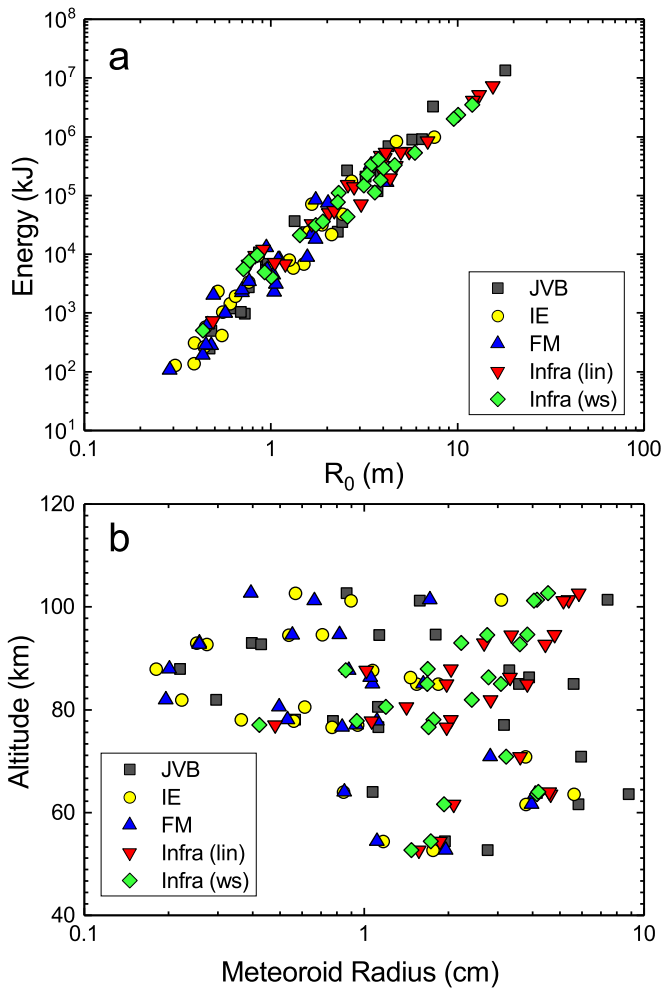 a
10^8
10^7
10^6
10^5
10^4
10^3
10^2
10^1
Energy (kJ)
JVB
IE
FM
Infra (lin)
Infra (ws)
0.1 1 10 100
R_0 (m)
b
120
100
80
60
40
Altitude (km)
JVB
IE
FM
Infra (lin)
Infra (ws)
0.1 1 10
Meteoroid Radius (cm)